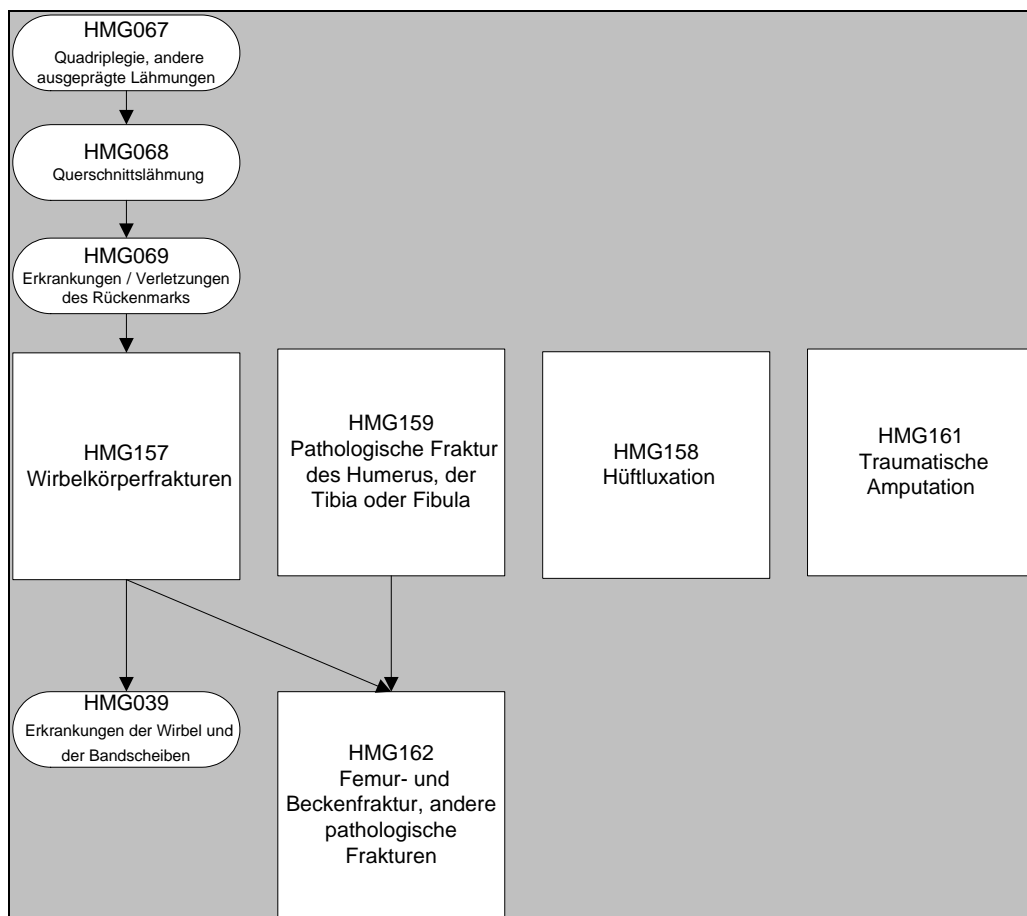 HMG067
Quadriplegie, andere
ausgeprägte Lähmungen
HMG068
Querschnittslähmung
HMG069
Erkrankungen / Verletzungen
des Rückenmarks
HMG157
Wirbelkörperfrakturen
HMG159
Pathologische Fraktur
des Humerus, der
Tibia oder Fibula
HMG158
Hüftluxation
HMG161
Traumatische
Amputation
HMG039
Erkrankungen der Wirbel und
der Bandscheiben
HMG162
Femur- und
Beckenfraktur, andere
pathologische
Frakturen